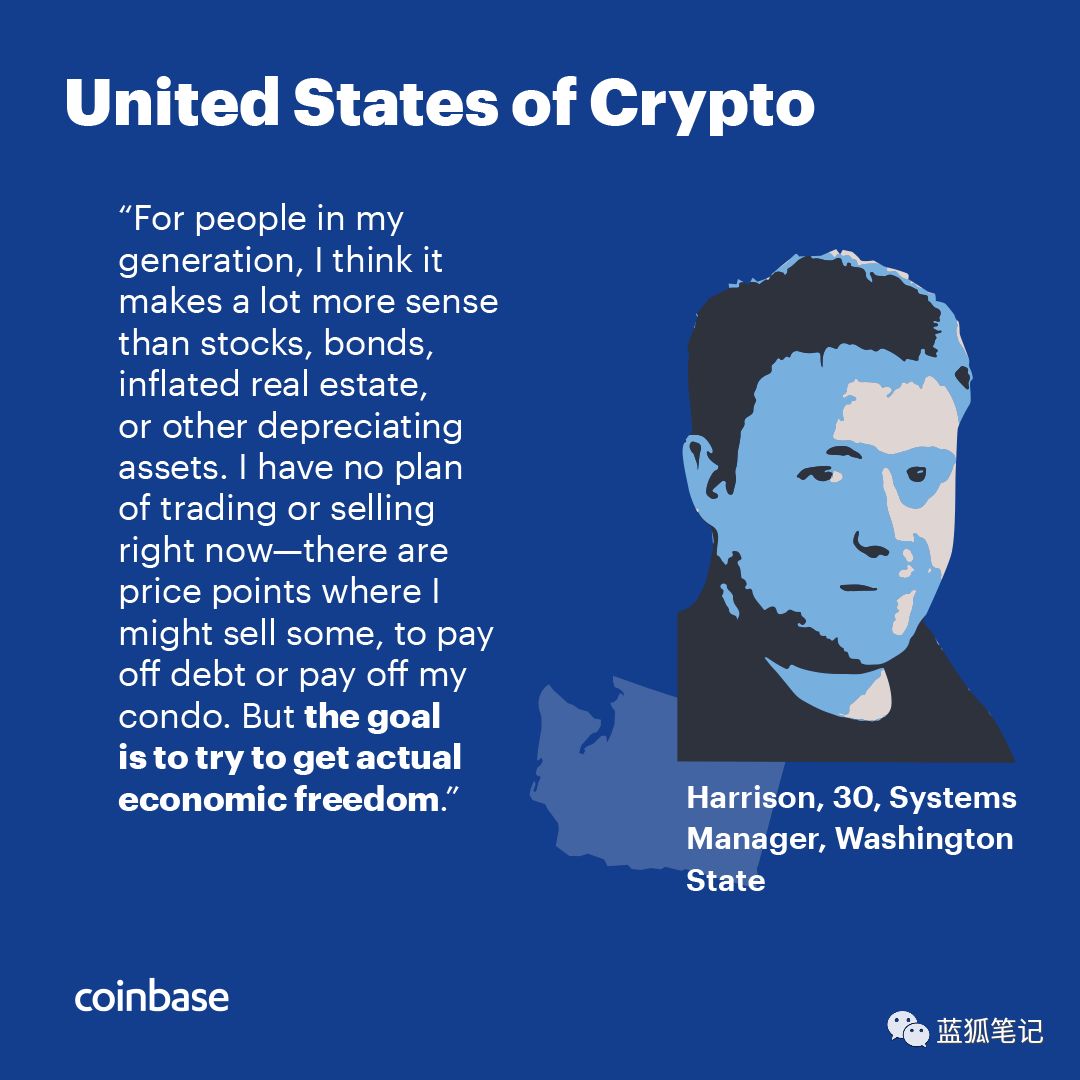 United States of Crypto
“For people in my
generation, I think it
makes a lot more sense
than stocks, bonds,
inflated real estate,
or other depreciating
assets. I have no plan
of trading or selling
right now—there are
price points where I
might sell some, to pay
off debt or pay off my
condo. But the goal
is to try to get actual
economic freedom.”
Harrison, 30, Systems
Manager, Washington
State
coinbase
蓝狐笔记